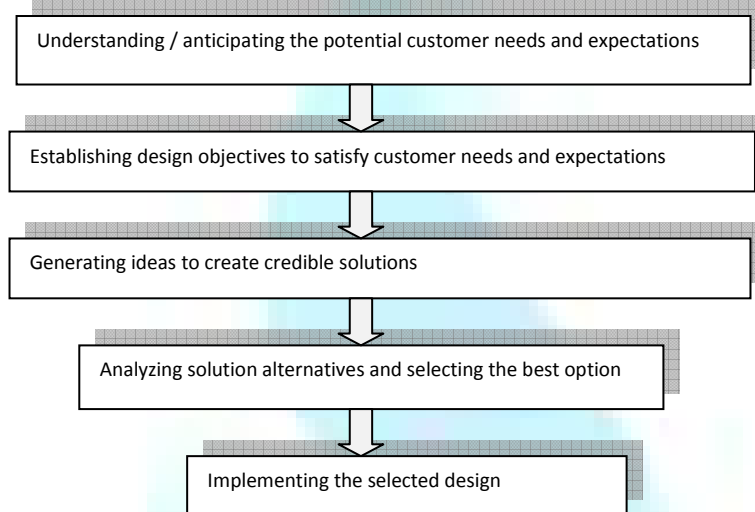 Understanding / anticipating the potential customer needs and expectations
Establishing design objectives to satisfy customer needs and expectations
Generating ideas to create credible solutions
Analyzing solution alternatives and selecting the best option
Implementing the selected design